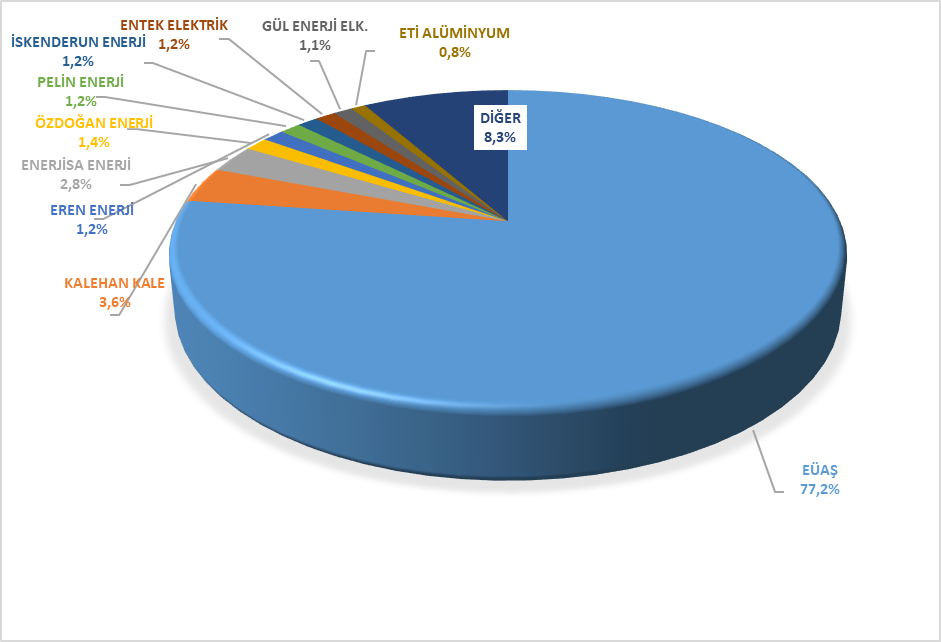 ENTEK ELEKTRİK
1,2%
GÜL ENERJİ ELK.
1,1%
ETİ ALÜMİNYUM
0,8%
İSKENDERUN ENERJİ
1,2%
PELİN ENERJİ
1,2%
ÖZDOĞAN ENERJİ
1,4%
ENERJİSA ENERJİ
2,8%
EREN ENERJİ
1,2%
KALEHAN KALE
3,6%
DİĞER
8,3%
EÜAŞ
77,2%